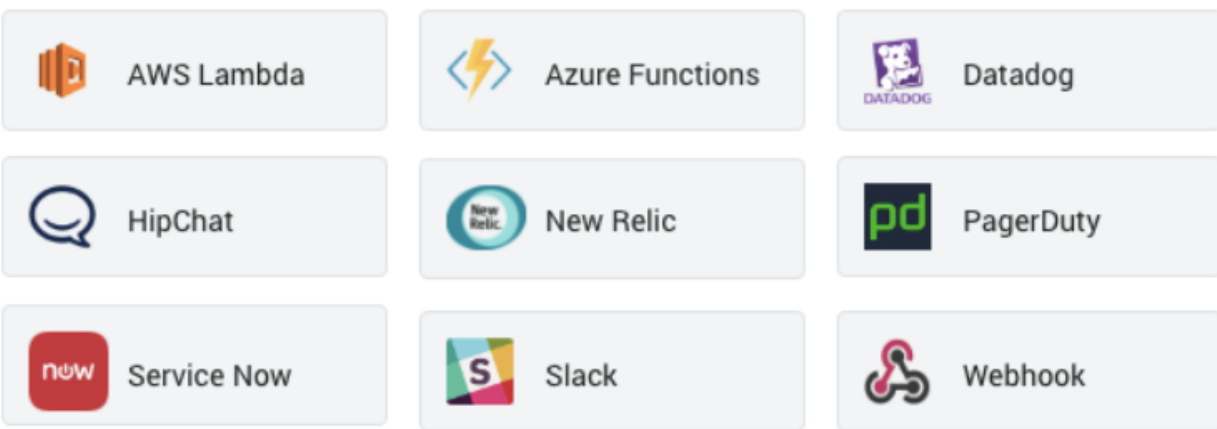 AWS Lambda
Azure Functions
DATADOG
Datadog
HipChat
New
Relic.
New Relic
pd
PagerDuty
now
Service Now
S
Slack
Webhook